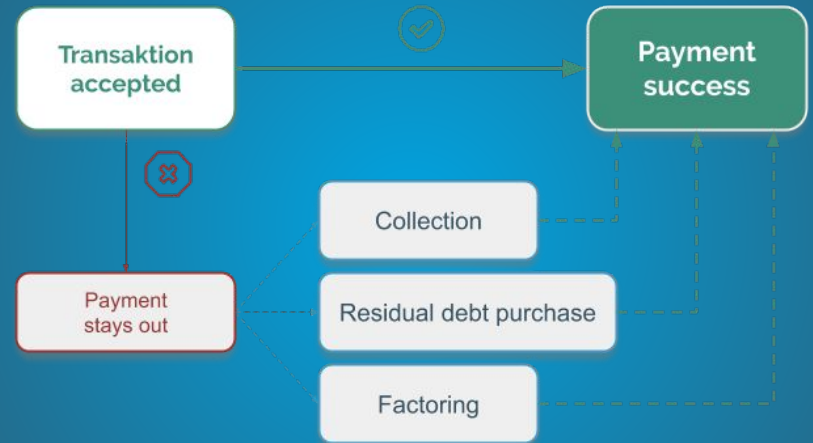 Transaktion
accepted
Payment
success
Collection
Payment
stays out
Residual debt purchase
Factoring